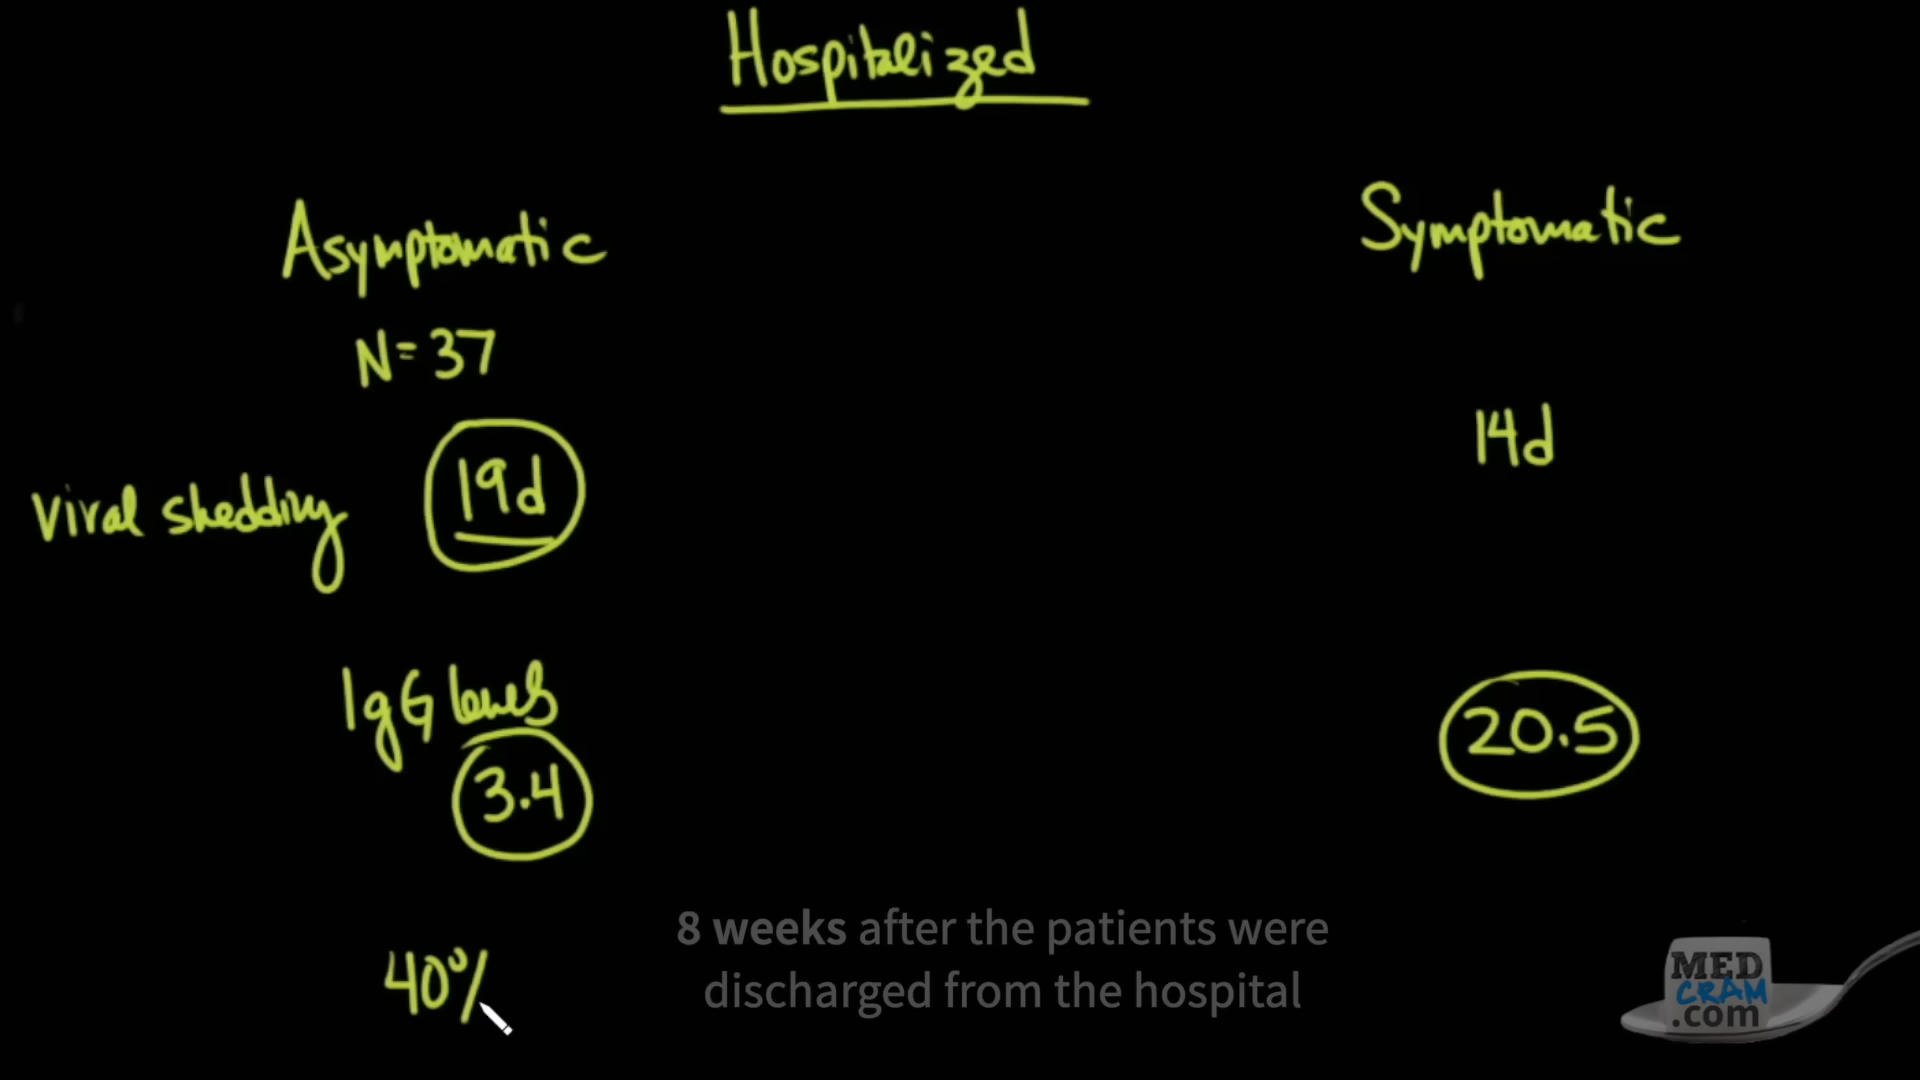 Hospitalized
Asymptomatic
Symptomatic
N=37
14d
Viral shedding
19d
IgG levels
3.4
20.5
40%
8 weeks after the patients were
discharged from the hospital
MED
CRAM
.com